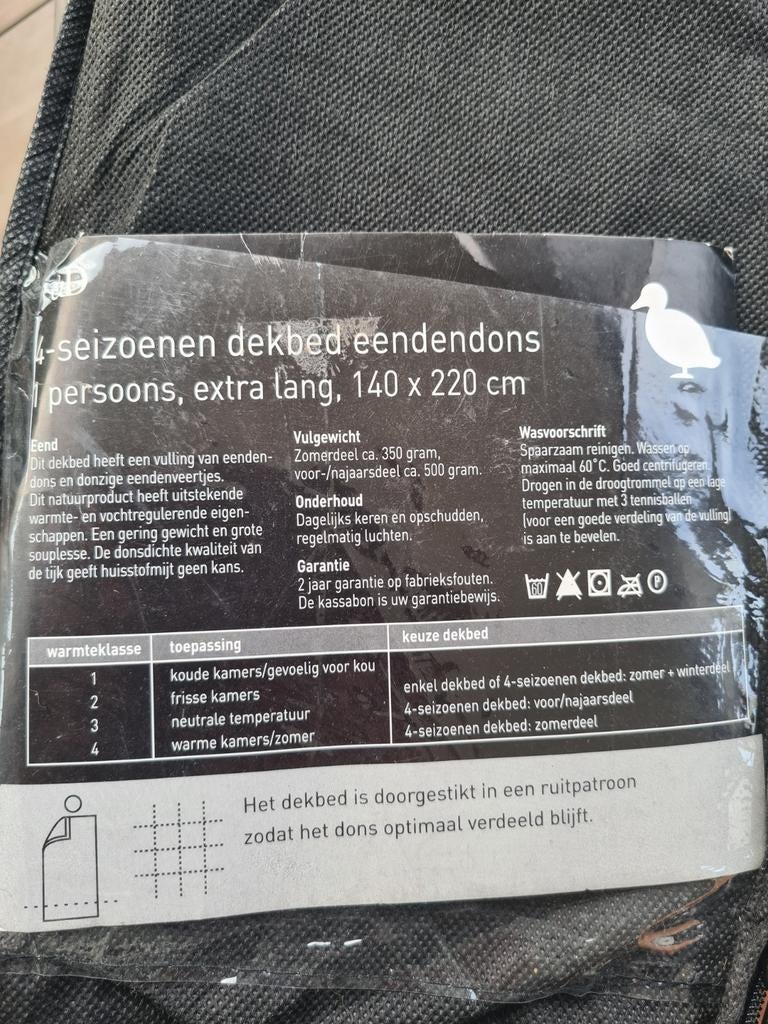 4-seizoenen dekbed eendendons
1 persoons, extra lang, 140 x 220 cm
Eend
Dit dekbed heeft een vulling van eenden-
dons en donzige eendenveertjes.
Dit natuurproduct heeft uitstekende
warmte- en vochtregulerende eigen-
schappen. Een gering gewicht en grote
souplesse. De donsdichte kwaliteit van
de tijk geeft huisstofmijt geen kans.
Vulgewicht
Zomerdeel ca. 350 gram,
voor-/najaarsdeel ca. 500 gram.
Onderhoud
Dagelijks keren en opschudden,
regelmatig luchten.
Garantie
2 jaar garantie op fabrieksfouten.
De kassabon is uw garantiebewijs.
Wasvoorschrift
Spaarzaam reinigen. Wassen op
maximaal 60°C. Goed centrifugeren.
Drogen in de droogtrommel op een lage
temperatuur met 3 tennisballen
(voor een goede verdeling van de vulling)
is aan te bevelen.
60 P
warmteklasse toepassing keuze dekbed
1 koude kamers/gevoelig voor kou enkel dekbed of 4-seizoenen dekbed: zomer + winterdeel
2 frisse kamers 4-seizoenen dekbed: voor/najaarsdeel
3 neutrale temperatuur 4-seizoenen dekbed: zomerdeel
4 warme kamers/zomer
Het dekbed is doorgestikt in een ruitpatroon
zodat het dons optimaal verdeeld blijft.